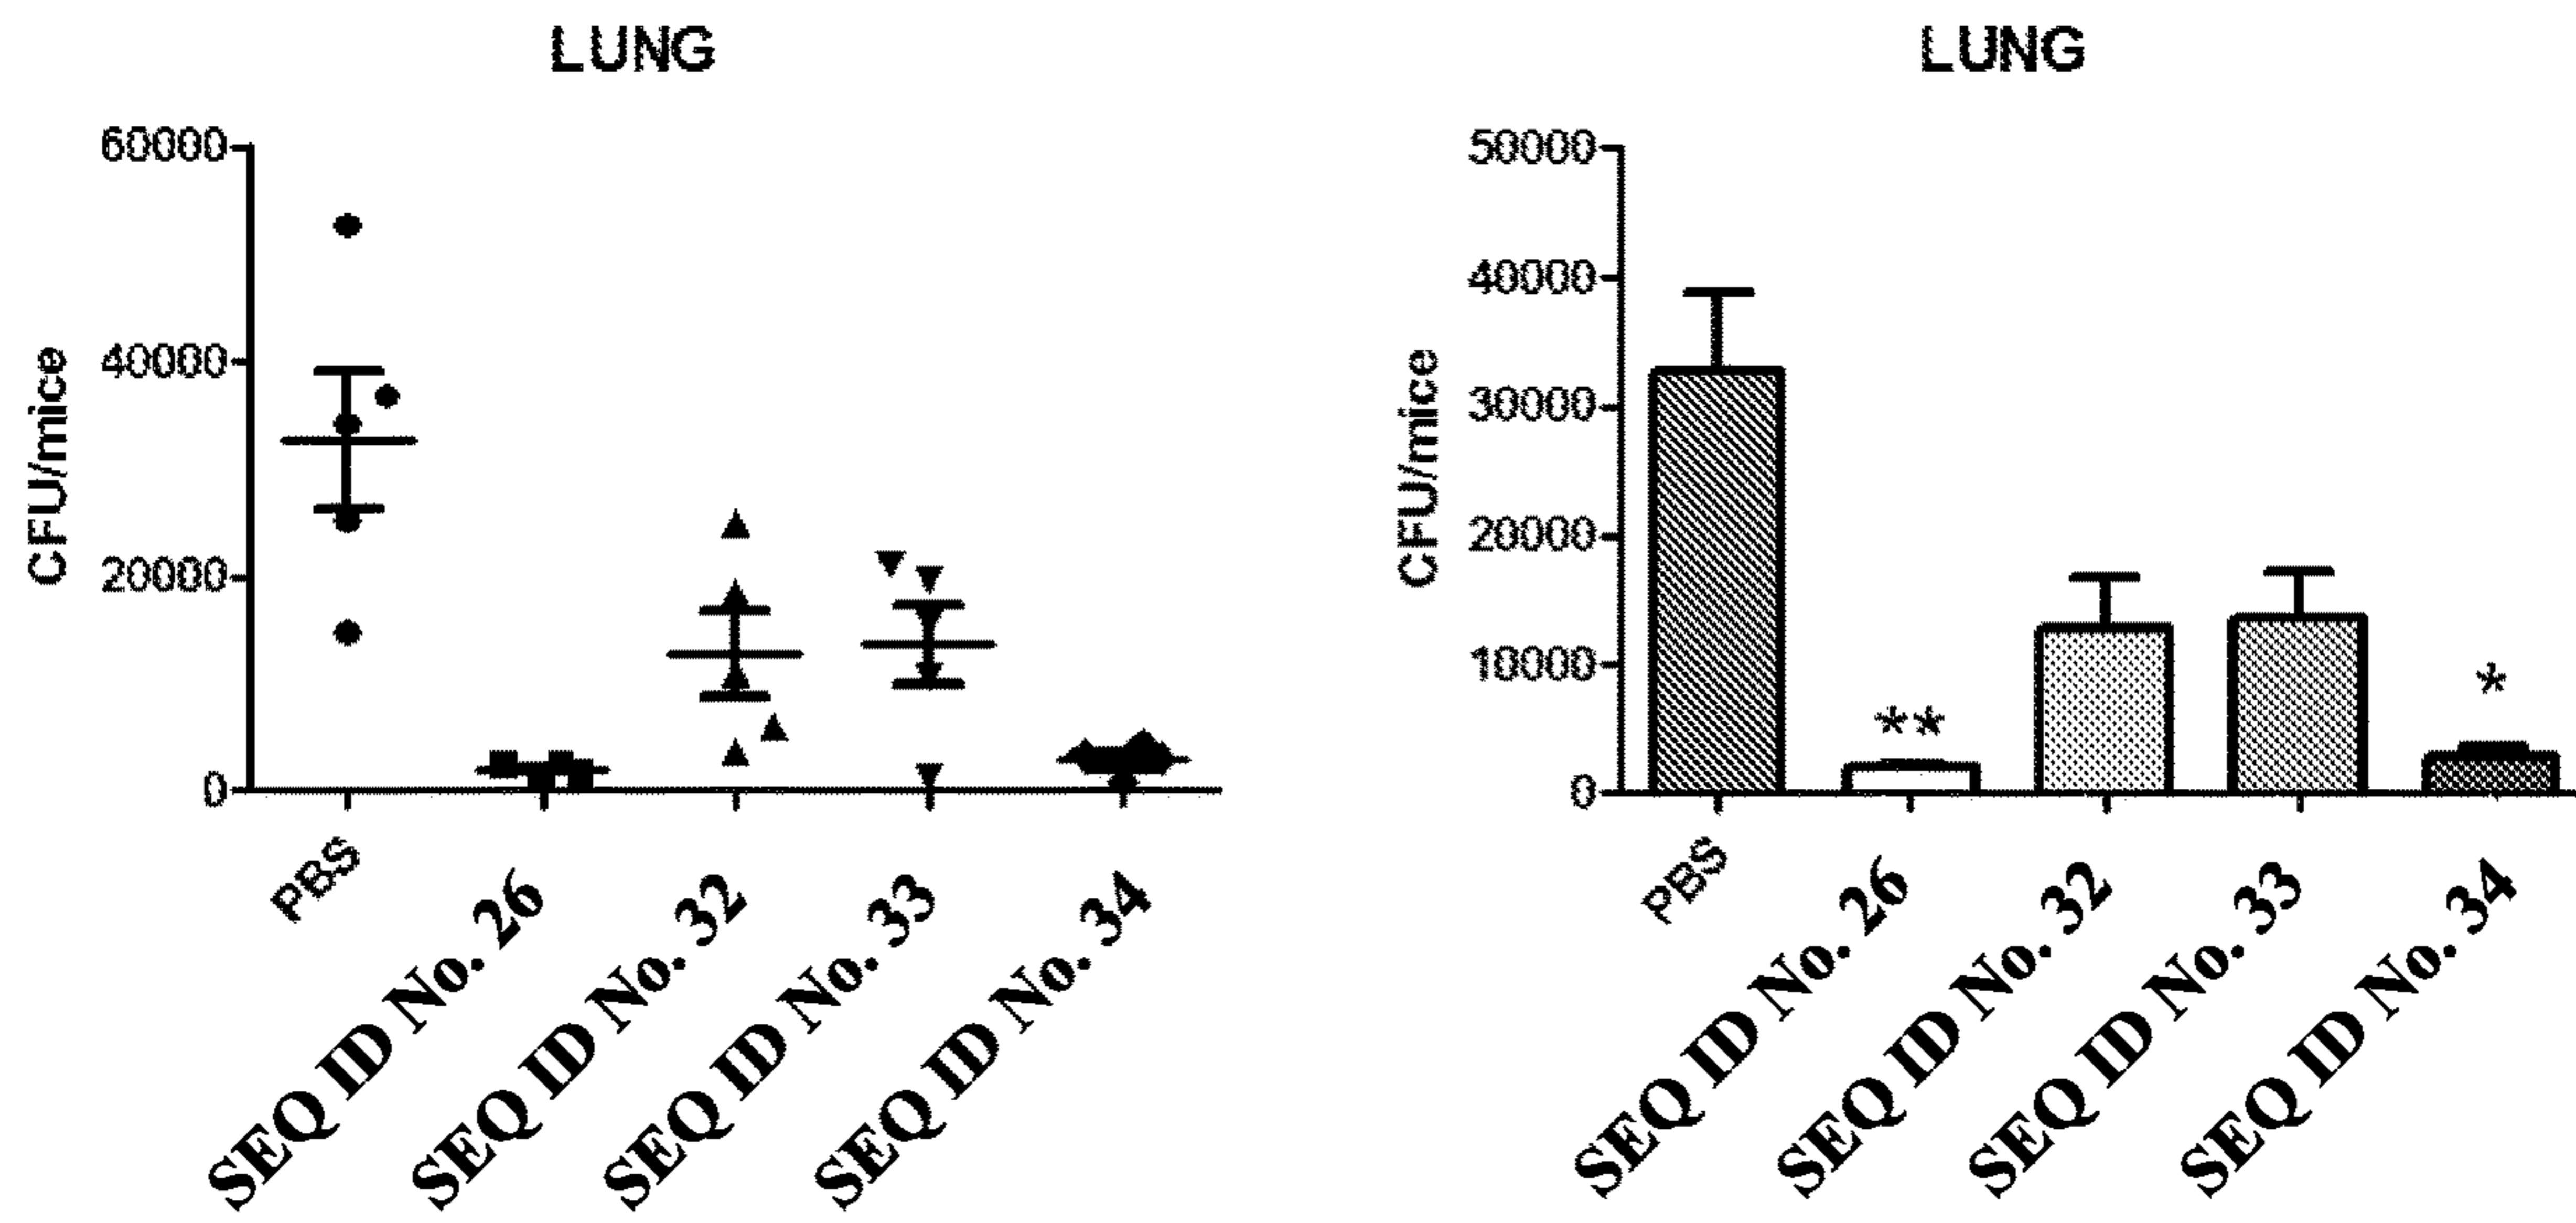 LUNG
CFU/mice
60000
40000
20000
0
PBS
SEQ ID No. 26
SEQ ID No. 32
SEQ ID No. 33
SEQ ID No. 34
LUNG
CFU/mice
50000
40000
30000
20000
10000
0
**
*
PBS
SEQ ID No. 26
SEQ ID No. 32
SEQ ID No. 33
SEQ ID No. 34